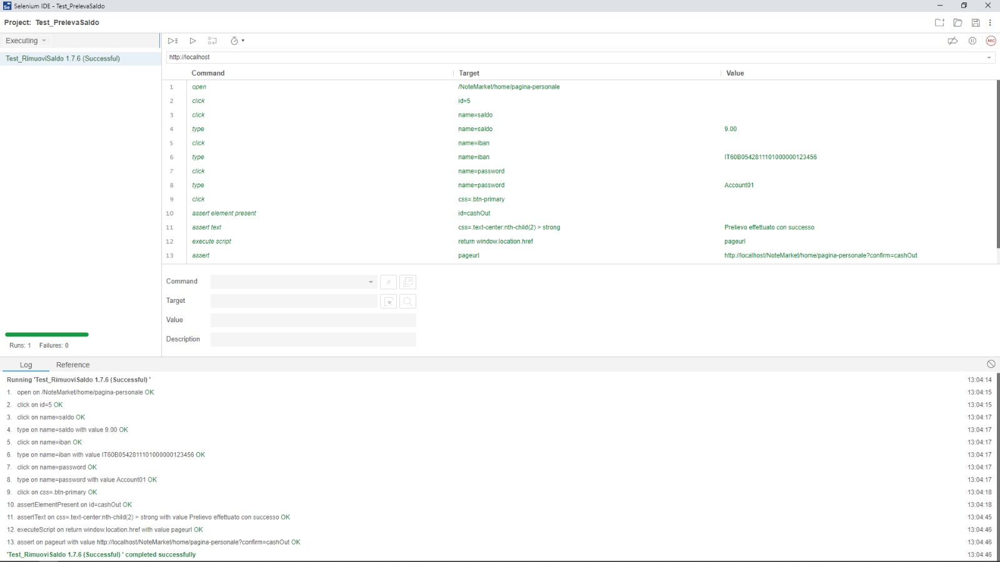 Selenium IDE - Test_PrelevaSaldo
Project: Test_PrelevaSaldo
Executing
Test_RimuoviSaldo 1.7.6 (Successful)
REC
http://localhost
Command Target Value
1 open /NoteMarket/home/pagina-personale
2 click id=5
3 click name=saldo
4 type name=saldo 9.00
5 click name=iban
6 type name=iban IT60B0542811101000000123456
7 click name=password
8 type name=password Account01
9 click css=.btn-primary
10 assert element present id=cashOut
11 assert text css=.text-center:nth-child(2) > strong Prelievo effettuato con successo
12 execute script return window.location.href pageurl
13 assert pageurl http://localhost/NoteMarket/home/pagina-personale?confirm=cashOut
Command //
Target
Value
Description
Runs: 1 Failures: 0
Log Reference
Running 'Test_RimuoviSaldo 1.7.6 (Successful) ' 13:04:14
1. open on /NoteMarket/home/pagina-personale OK 13:04:15
2. click on id=5 OK 13:04:15
3. click on name=saldo OK 13:04:17
4. type on name=saldo with value 9.00 OK 13:04:17
5. click on name=iban OK 13:04:17
6. type on name=iban with value IT60B0542811101000000123456 OK 13:04:17
7. click on name=password OK 13:04:17
8. type on name=password with value Account01 OK 13:04:17
9. click on css=.btn-primary OK 13:04:18
10. assertElementPresent on id=cashOut OK 13:04:18
11. assertText on css=.text-center:nth-child(2) > strong with value Prelievo effettuato con successo OK 13:04:45
12. executeScript on return window.location.href with value pageurl OK 13:04:46
13. assert on pageurl with value http://localhost/NoteMarket/home/pagina-personale?confirm=cashOut OK 13:04:46
'Test_RimuoviSaldo 1.7.6 (Successful) ' completed successfully 13:04:46